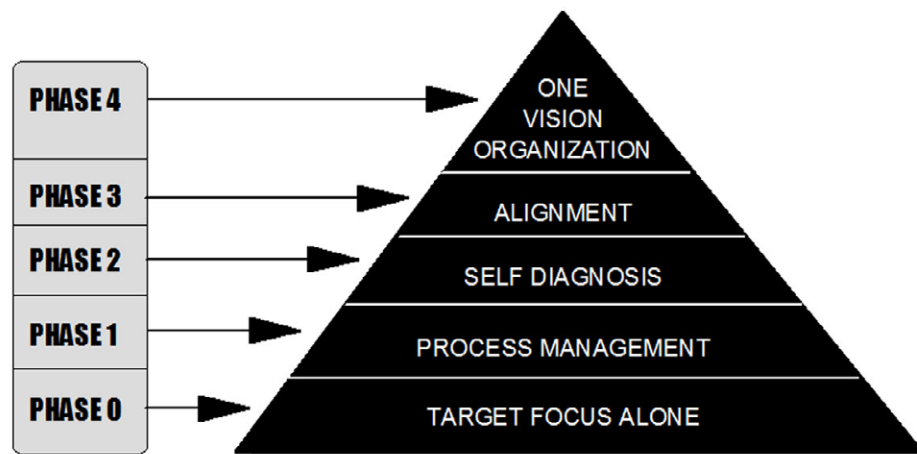 PHASE 4
ONE
VISION
ORGANIZATION
PHASE 3
ALIGNMENT
PHASE 2
SELF DIAGNOSIS
PHASE 1
PROCESS MANAGEMENT
PHASE 0
TARGET FOCUS ALONE